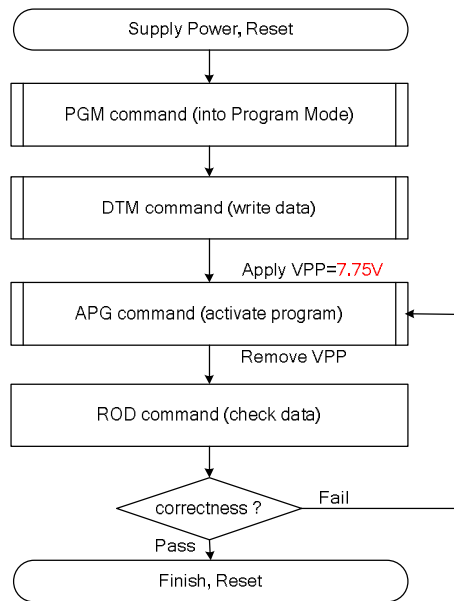 Supply Power, Reset
PGM command (into Program Mode)
DTM command (write data)
Apply VPP=7.75V
APG command (activate program)
Remove VPP
ROD command (check data)
correctness ?
Fail
Pass
Finish, Reset